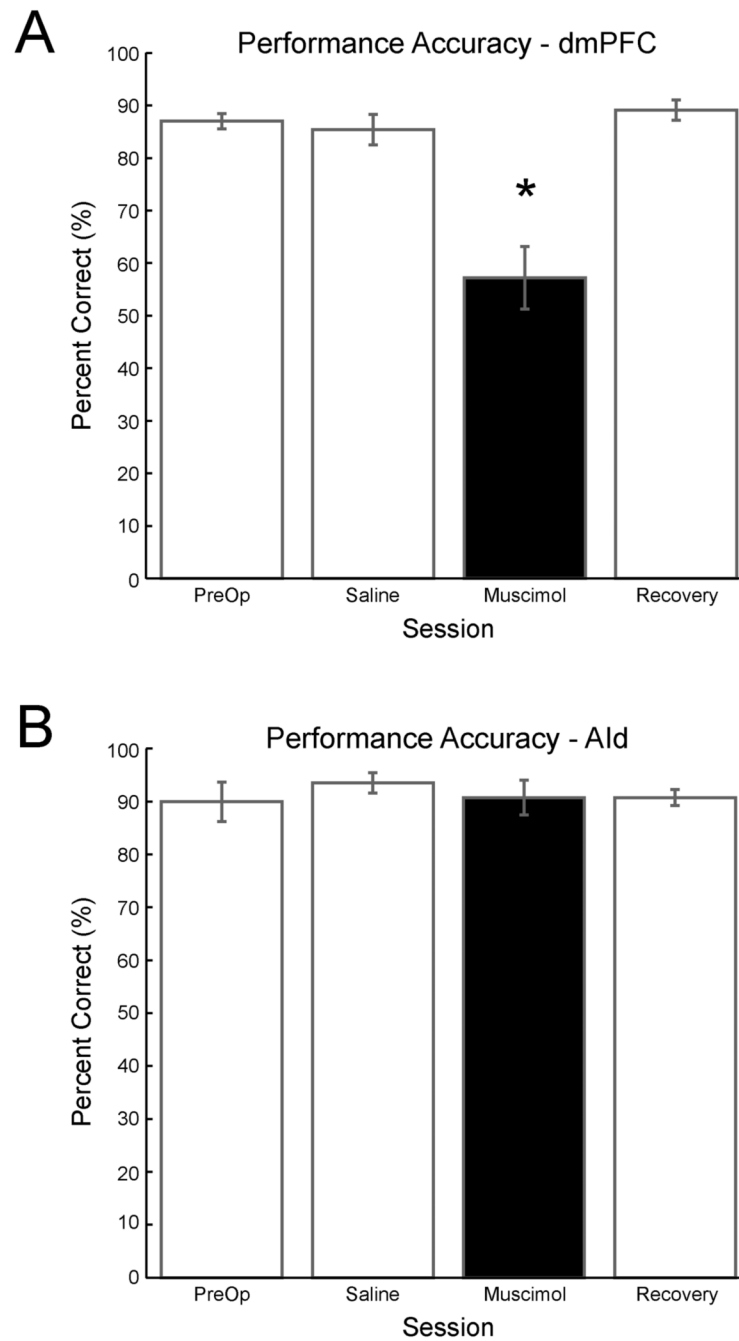 A
Performance Accuracy - dmPFC
100
90
80
70
60
50
40
30
20
10
0
Percent Correct (%)
*
PreOp Saline Muscimol Recovery
Session
B
Performance Accuracy - AId
100
90
80
70
60
50
40
30
20
10
0
Percent Correct (%)
PreOp Saline Muscimol Recovery
Session